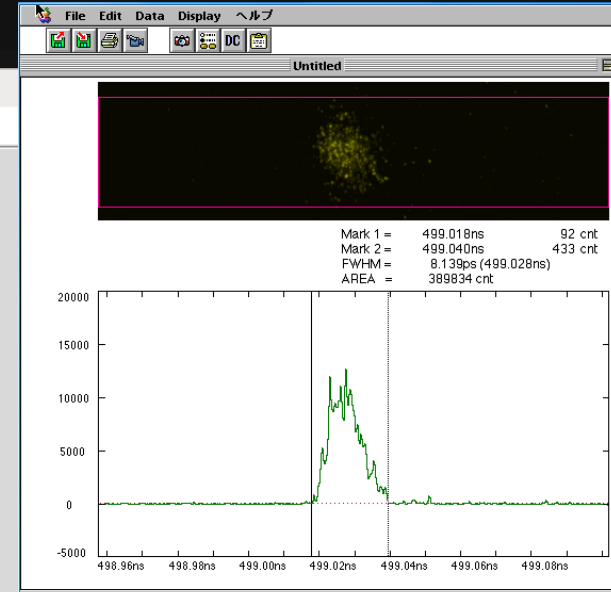 File Edit Data Display ヘルプ
DC
Untitled
Mark 1 = 499.018ns 92 cnt
Mark 2 = 499.040ns 433 cnt
FWHM = 8.139ps (499.028ns)
AREA = 389834 cnt
20000
15000
10000
5000
0
-5000
498.96ns 498.98ns 499.00ns 499.02ns 499.04ns 499.06ns 499.08ns